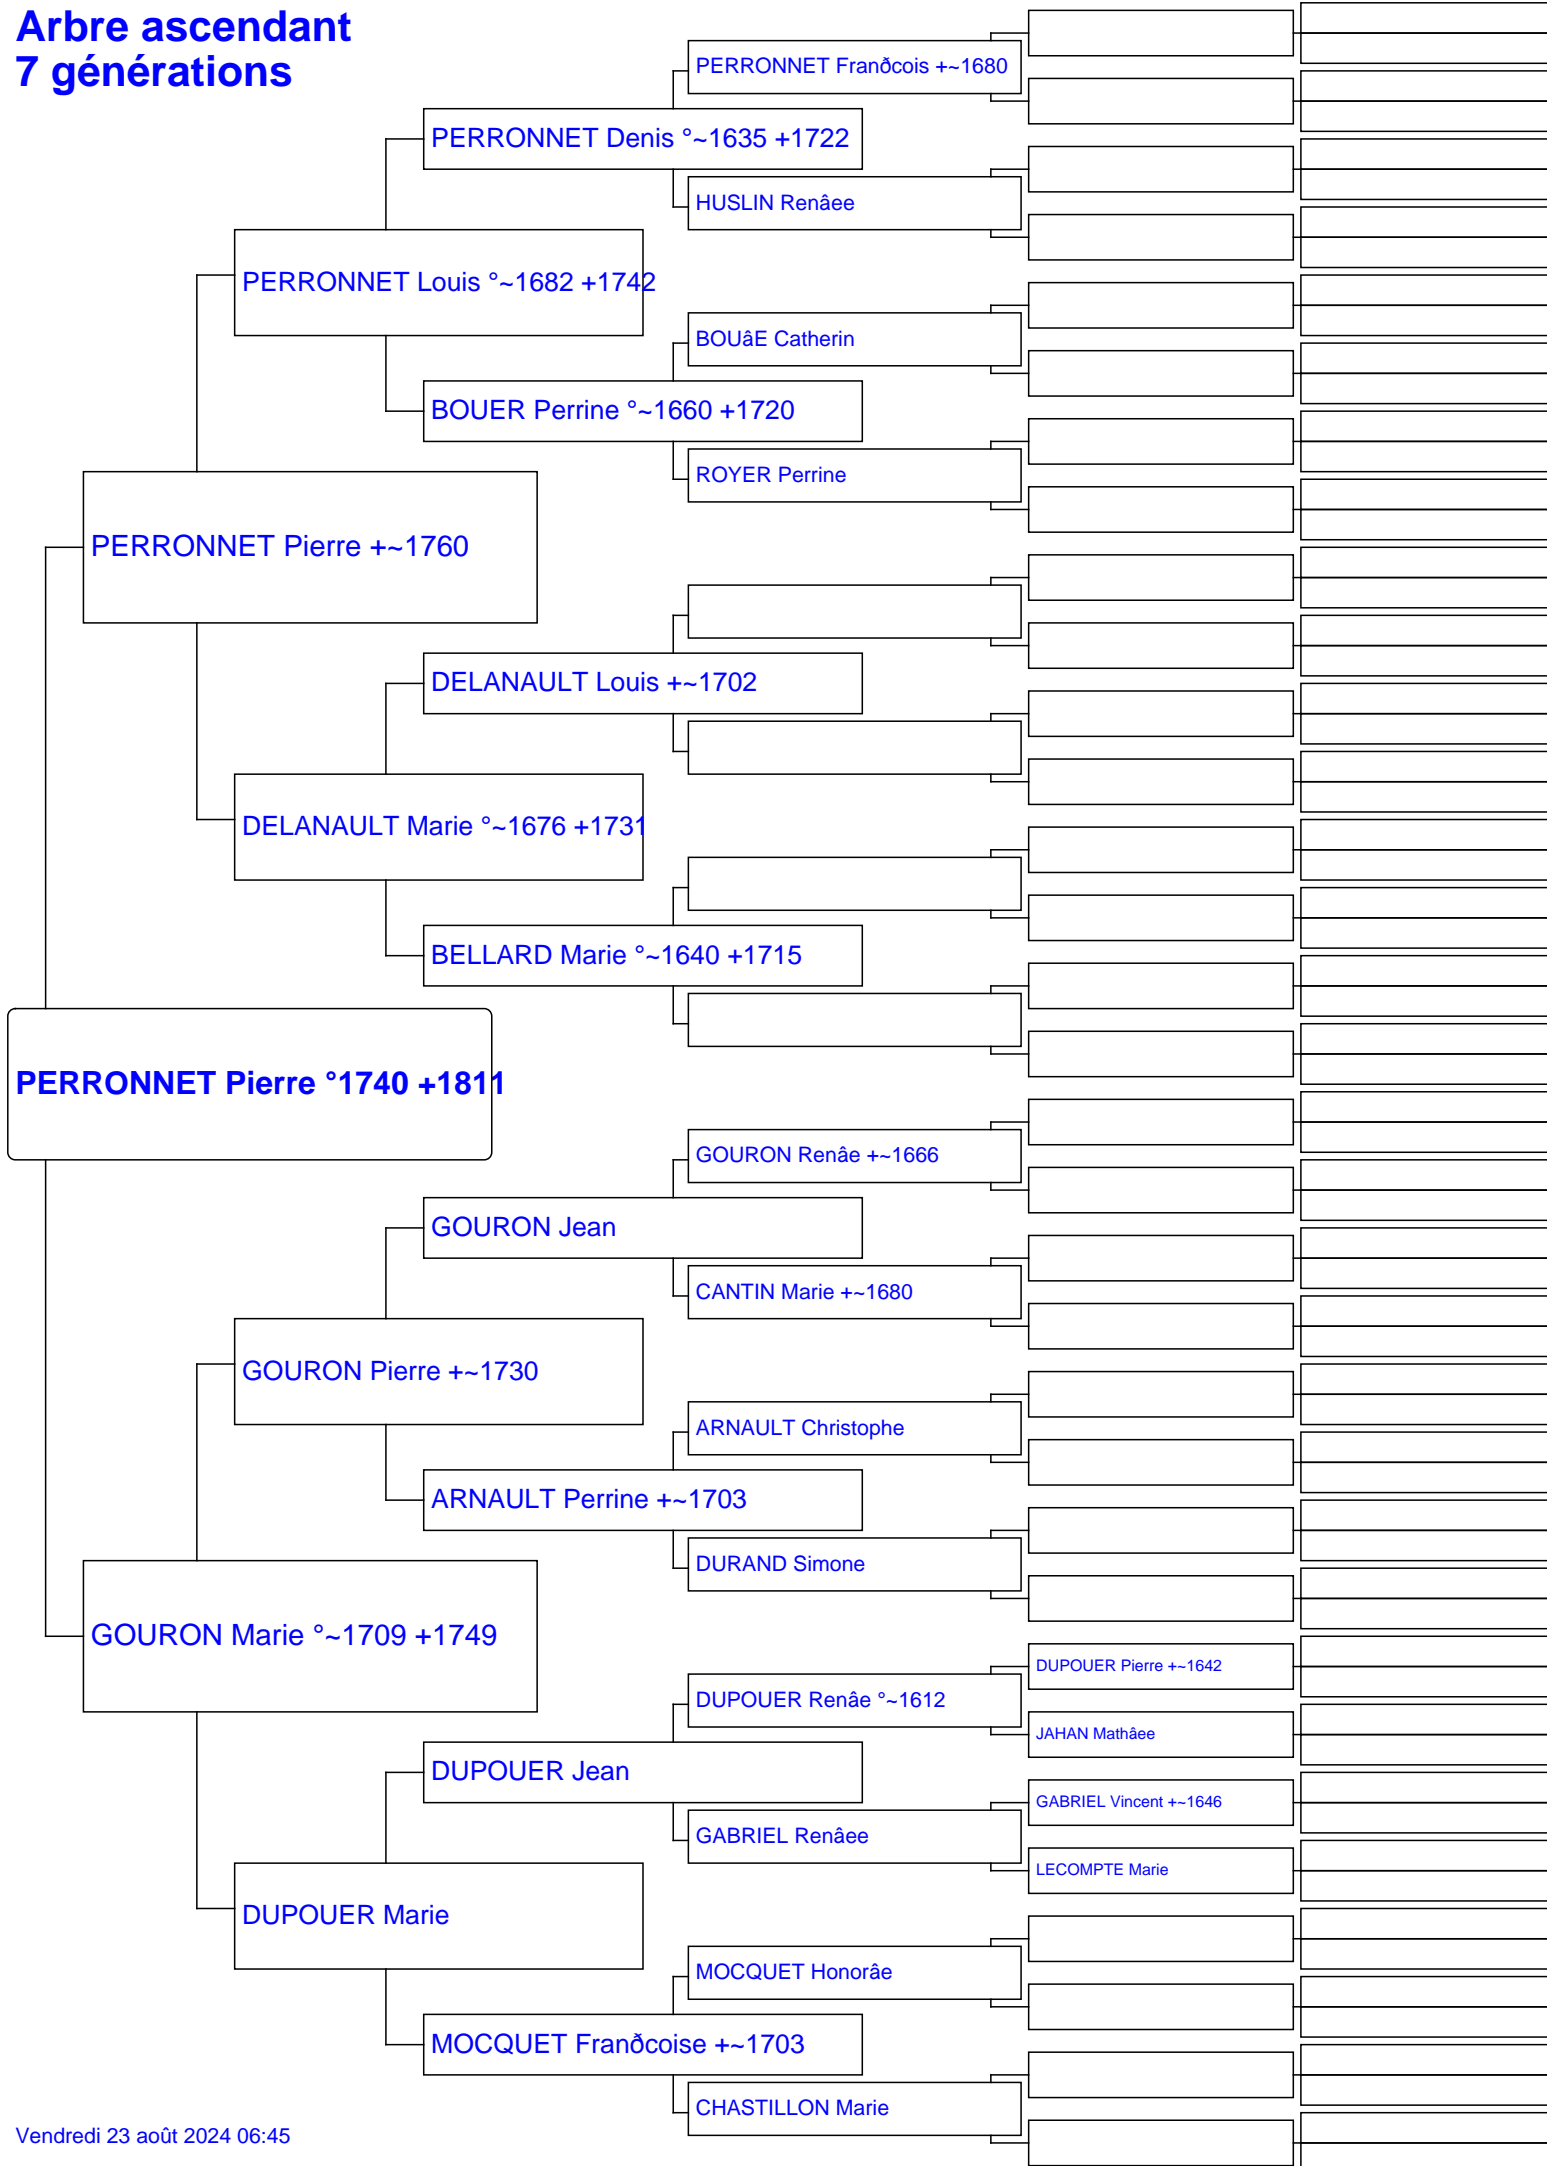 Arbre ascendant
7 générations
PERRONNET Franðcois +~1680
PERRONNET Denis °~1635 +1722
HUSLIN Renâee
PERRONNET Louis °~1682 +1742
BOUâE Catherin
BOUER Perrine °~1660 +1720
ROYER Perrine
PERRONNET Pierre +~1760
DELANAULT Louis +~1702
DELANAULT Marie °~1676 +1731
BELLARD Marie °~1640 +1715
PERRONNET Pierre °1740 +1811
GOURON Renâe +~1666
GOURON Jean
CANTIN Marie +~1680
GOURON Pierre +~1730
ARNAULT Christophe
ARNAULT Perrine +~1703
DURAND Simone
GOURON Marie °~1709 +1749
DUPOUER Pierre +~1642
DUPOUER Renâe °~1612
JAHAN Mathâee
DUPOUER Jean
GABRIEL Vincent +~1646
GABRIEL Renâee
LECOMPTE Marie
DUPOUER Marie
MOCQUET Honorâe
MOCQUET Franðcoise +~1703
CHASTILLON Marie
Vendredi 23 août 2024 06:45